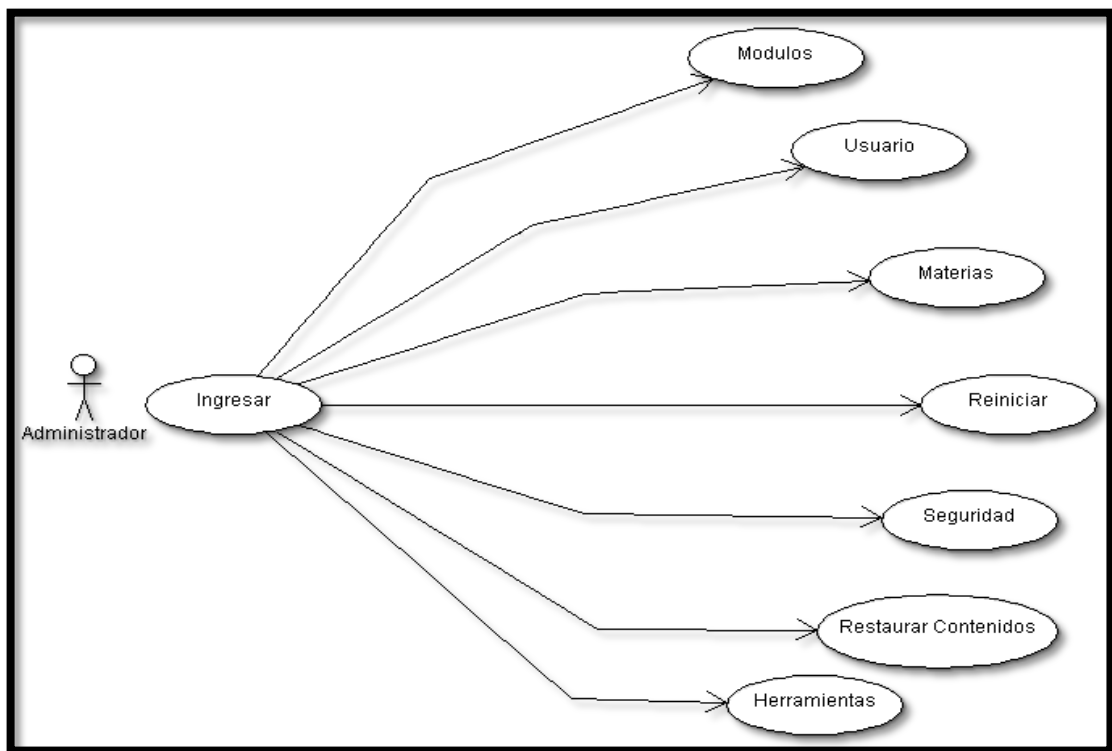 Modulos
Usuario
Materias
Ingresar
Administrador
Reiniciar
Seguridad
Restaurar Contenidos
Herramientas